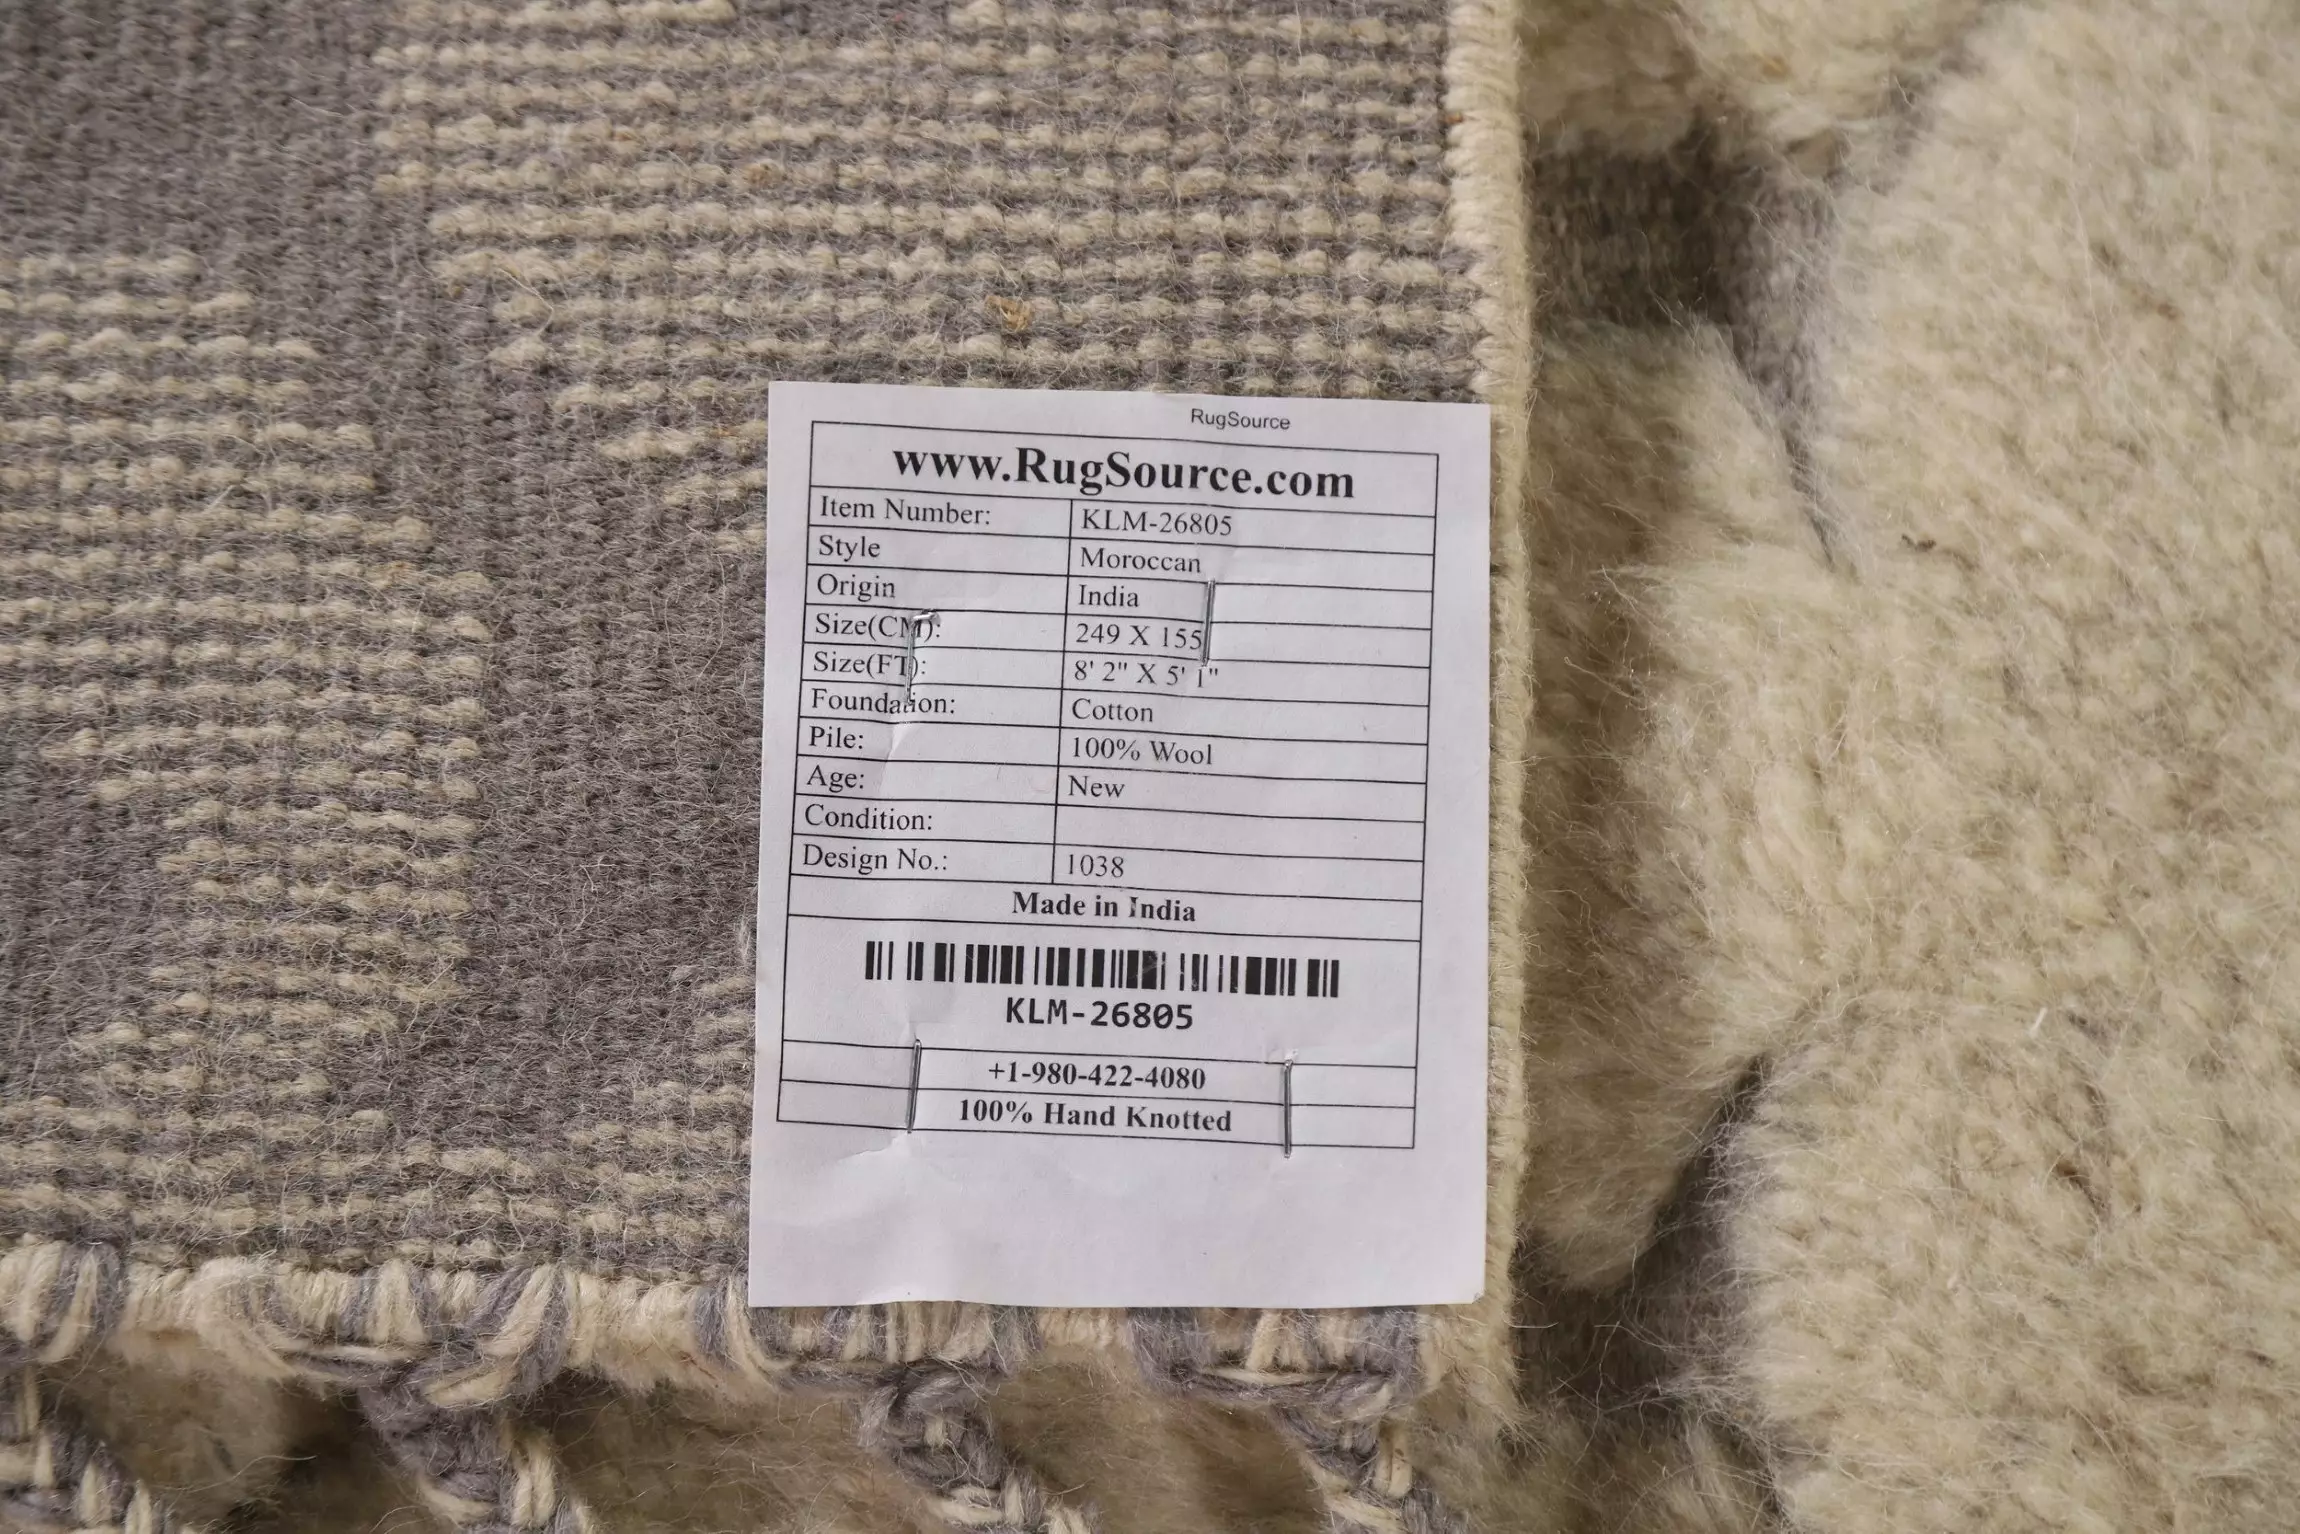 RugSource
www.RugSource.com
Item Number: KLM-26805
Style Moroccan
Origin India
Size(CM): 249 X 155
Size(FT): 8' 2" X 5' 1"
Foundation: Cotton
Pile: 100% Wool
Age: New
Condition:
Design No.: 1038
Made in India
KLM-26805
+1-980-422-4080
100% Hand Knotted